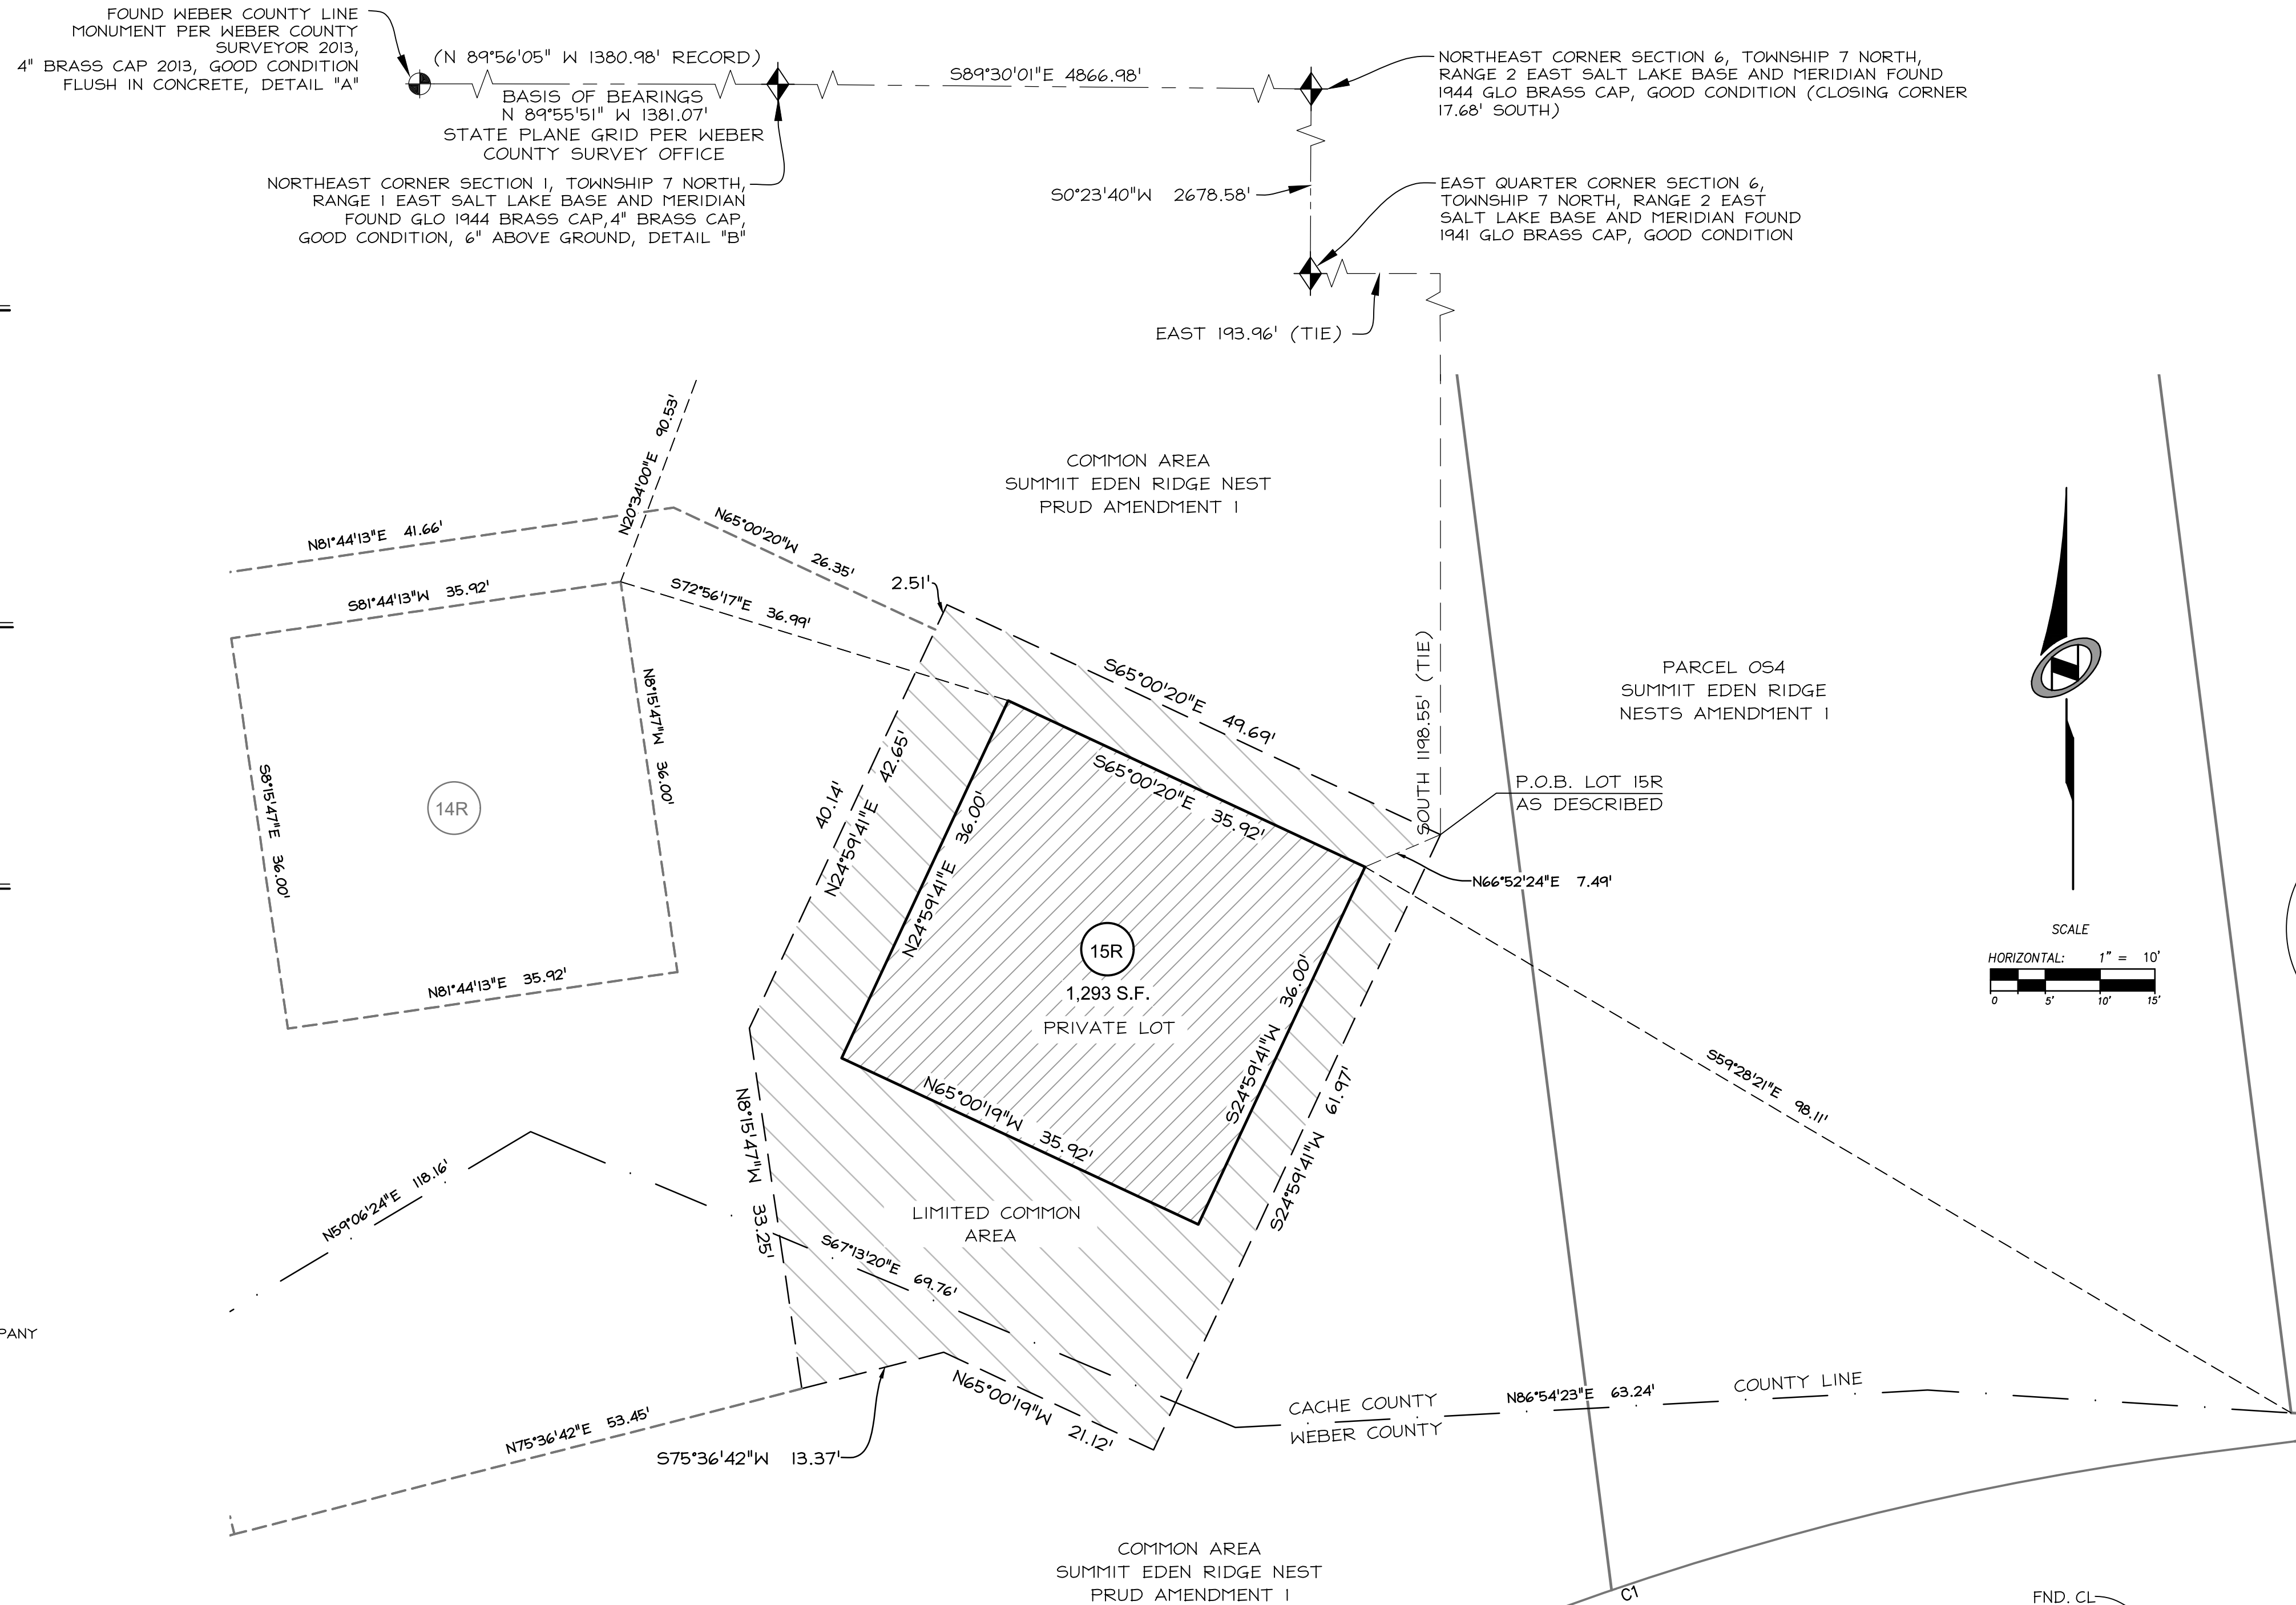 FOUND WEBER COUNTY LINE
MONUMENT PER WEBER COUNTY
SURVEYOR 2013,
4" BRASS CAP 2013, GOOD CONDITION
FLUSH IN CONCRETE, DETAIL "A"
(N 89°56'05" W 1380.98' RECORD)
BASIS OF BEARINGS
N 89°55'51" W 1381.07'
STATE PLANE GRID PER WEBER
COUNTY SURVEY OFFICE
S89°30'01"E 4866.98'
NORTHEAST CORNER SECTION 6, TOWNSHIP 7 NORTH,
RANGE 2 EAST SALT LAKE BASE AND MERIDIAN FOUND
1944 GLO BRASS CAP, GOOD CONDITION (CLOSING CORNER
17.68' SOUTH)
NORTHEAST CORNER SECTION 1, TOWNSHIP 7 NORTH,
RANGE 1 EAST SALT LAKE BASE AND MERIDIAN
FOUND GLO 1944 BRASS CAP,4" BRASS CAP,
GOOD CONDITION, 6" ABOVE GROUND, DETAIL "B"
S0°23'40"W 2678.58'
EAST QUARTER CORNER SECTION 6,
TOWNSHIP 7 NORTH, RANGE 2 EAST
SALT LAKE BASE AND MERIDIAN FOUND
1941 GLO BRASS CAP, GOOD CONDITION
EAST 193.96' (TIE)
N20°34'00"E 90.53'
COMMON AREA
SUMMIT EDEN RIDGE NEST
PRUD AMENDMENT 1
N81°44'13"E 41.66'
N65°00'20"W 26.35'
2.51'
S81°44'13"W 35.92'
S72°56'17"E 36.99'
S65°00'20"E 49.69'
SOUTH 1198.55' (TIE)
PARCEL OS4
SUMMIT EDEN RIDGE
NESTS AMENDMENT 1
N8°15'47"W 36.00'
S8°15'47"E 36.00'
14R
N81°44'13"E 35.92'
40.14'
N24°59'41"E 42.65'
N24°59'41"E 36.00'
S65°00'20"E 35.92'
P.O.B. LOT 15R
AS DESCRIBED
N66°52'24"E 7.49'
15R
1,293 S.F.
PRIVATE LOT
S24°59'41"W 36.00'
S24°59'41"W 61.97'
N65°00'19"W 35.92'
SCALE
HORIZONTAL: 1" = 10'
0 5' 10' 15'
S59°28'21"E 98.11'
N8°15'47"W 33.25'
N59°06'24"E 118.16'
LIMITED COMMON
AREA
S67°13'20"E 69.76'
PANY
N65°00'19"W 21.12'
CACHE COUNTY
WEBER COUNTY
N86°54'23"E 63.24'
COUNTY LINE
N75°36'42"E 53.45'
S75°36'42"W 13.37'
COMMON AREA
SUMMIT EDEN RIDGE NEST
PRUD AMENDMENT 1
C1
FND. CL